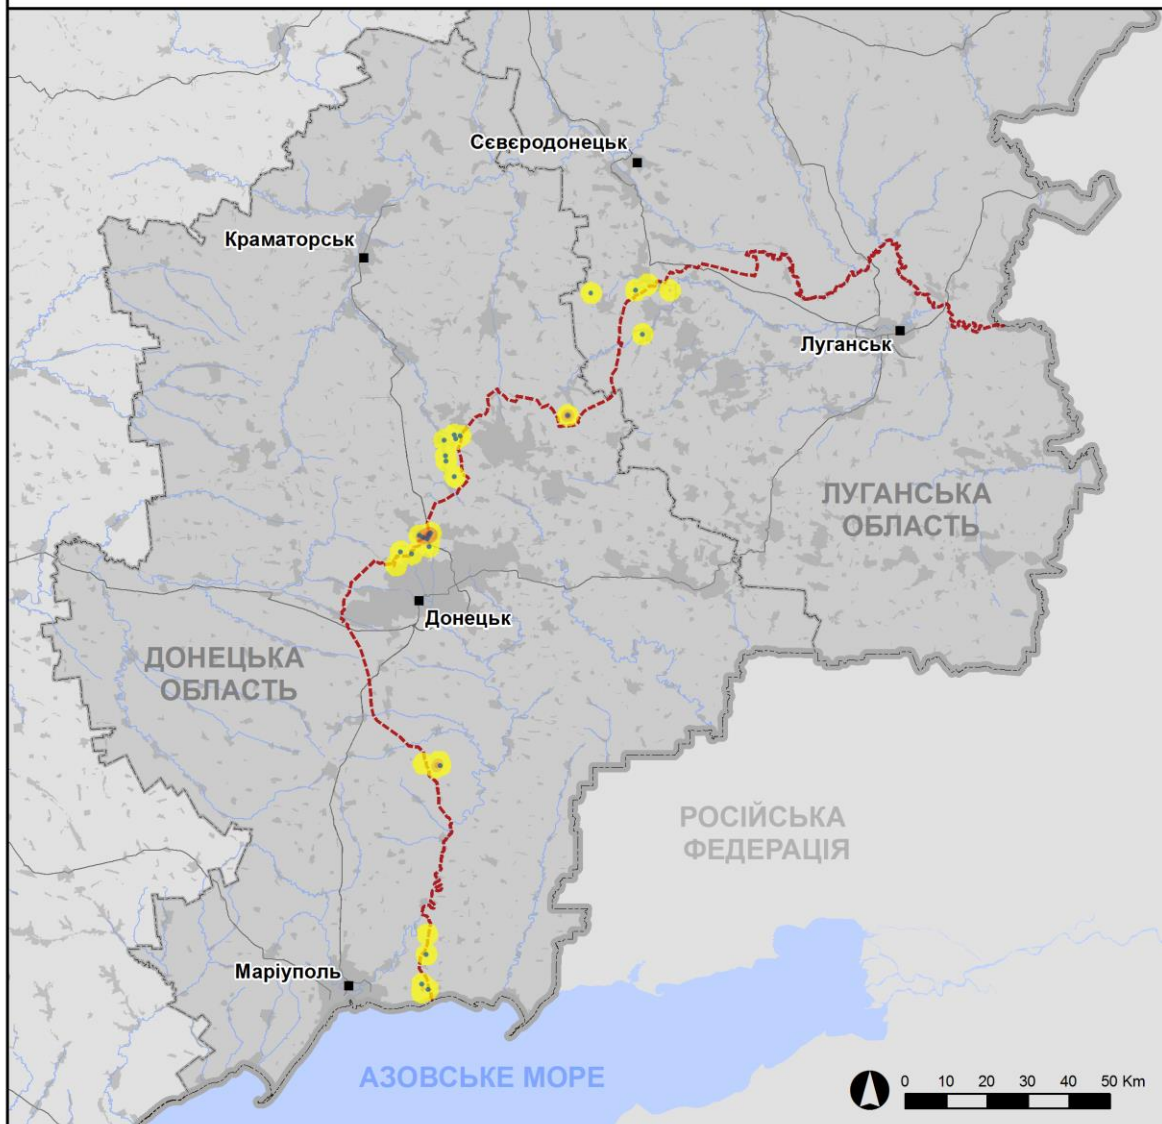 Сєвєродонецьк
Краматорськ
Луганськ
ЛУГАНСЬКА
ОБЛАСТЬ
Донецьк
ДОНЕЦЬКА
ОБЛАСТЬ
РОСІЙСЬКА
ФЕДЕРАЦІЯ
Маріуполь
АЗОВСЬКЕ МОРЕ
0 10 20 30 40 50 Km